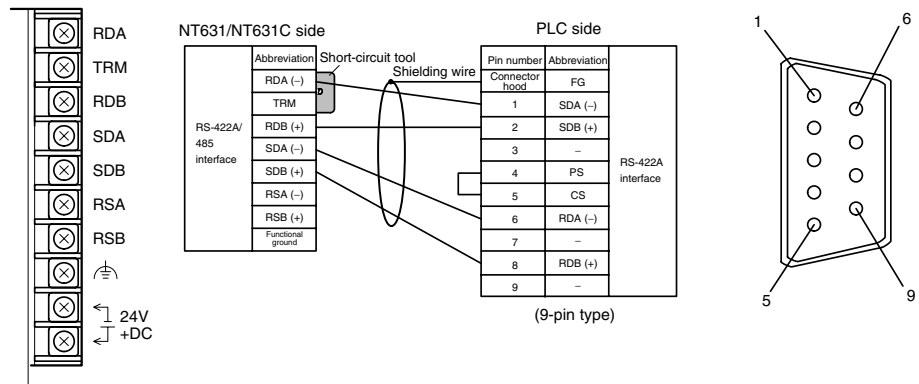 RDA
TRM
RDB
SDA
SDB
RSA
RSB
24V
+DC
NT631/NT631C side
Abbreviation
Short-circuit tool
RDA (–)
TRM
RDB (+)
SDA (–)
SDB (+)
RSA (–)
RSB (+)
Functional
ground
RS-422A/
485
interface
Shielding wire
PLC side
Pin number Abbreviation
Connector
hood
FG
1 SDA (–)
2 SDB (+)
3 –
4 PS
5 CS
6 RDA (–)
7 –
8 RDB (+)
9 –
RS-422A
interface
(9-pin type)
1
6
5
9